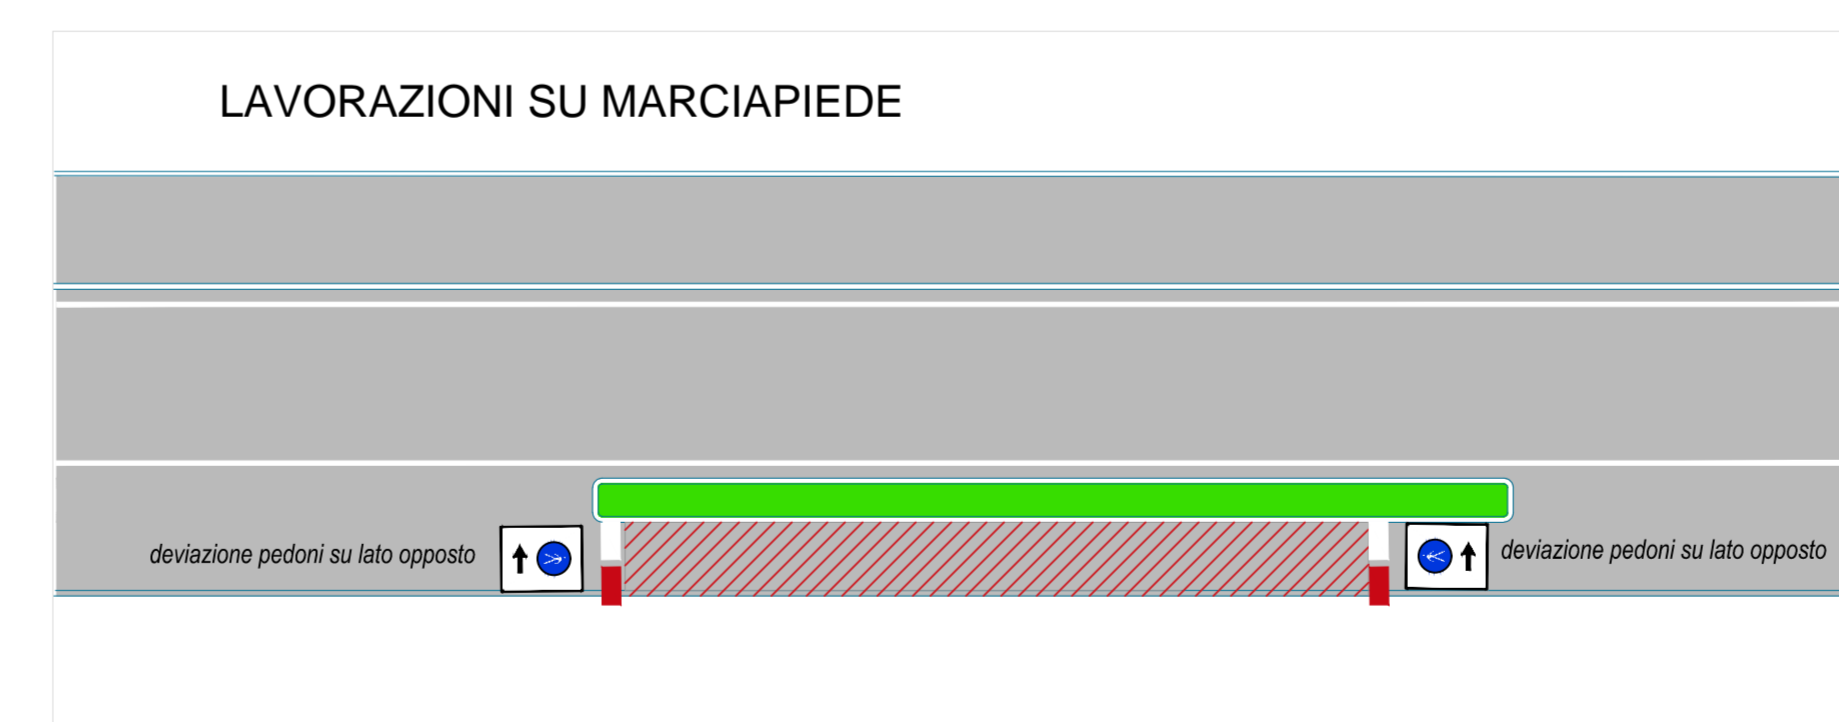 LAVORAZIONI SU MARCIAPIEDE
deviazione pedoni su lato opposto
deviazione pedoni su lato opposto